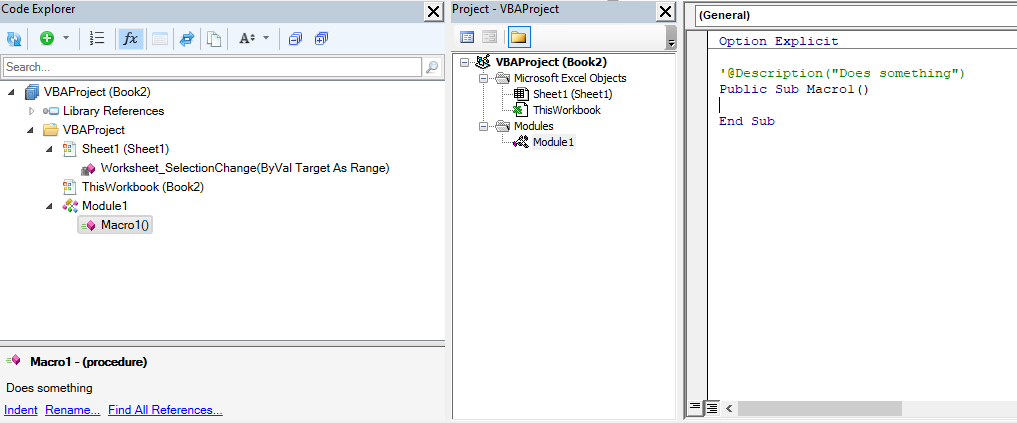 Code Explorer
fx
A
Search...
VBAProject (Book2)
Library References
VBAProject
Sheet1 (Sheet1)
Worksheet_SelectionChange(ByVal Target As Range)
ThisWorkbook (Book2)
Module1
Macro1()
Macro1 - (procedure)
Does something
Indent Rename... Find All References...
Project - VBAProject
VBAProject (Book2)
Microsoft Excel Objects
Sheet1 (Sheet1)
ThisWorkbook
Modules
Module1
(General)
Option Explicit
'@Description("Does something")
Public Sub Macro1()
End Sub